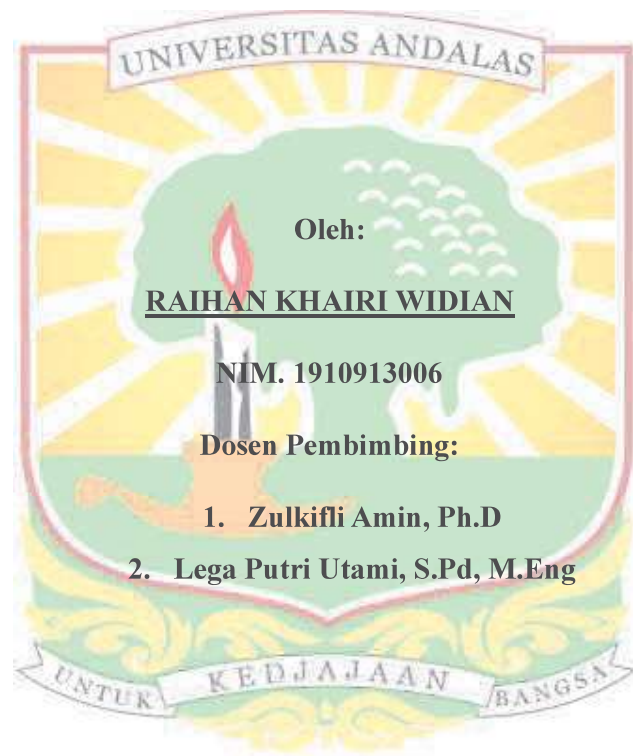 UNIVERSITAS ANDALAS
Oleh:
RAIHAN KHAIRI WIDIAN
NIM. 1910913006
Dosen Pembimbing:
1. Zulkifli Amin, Ph.D
2. Lega Putri Utami, S.Pd, M.Eng
UNTUK KEDJAJAAN BANGSA